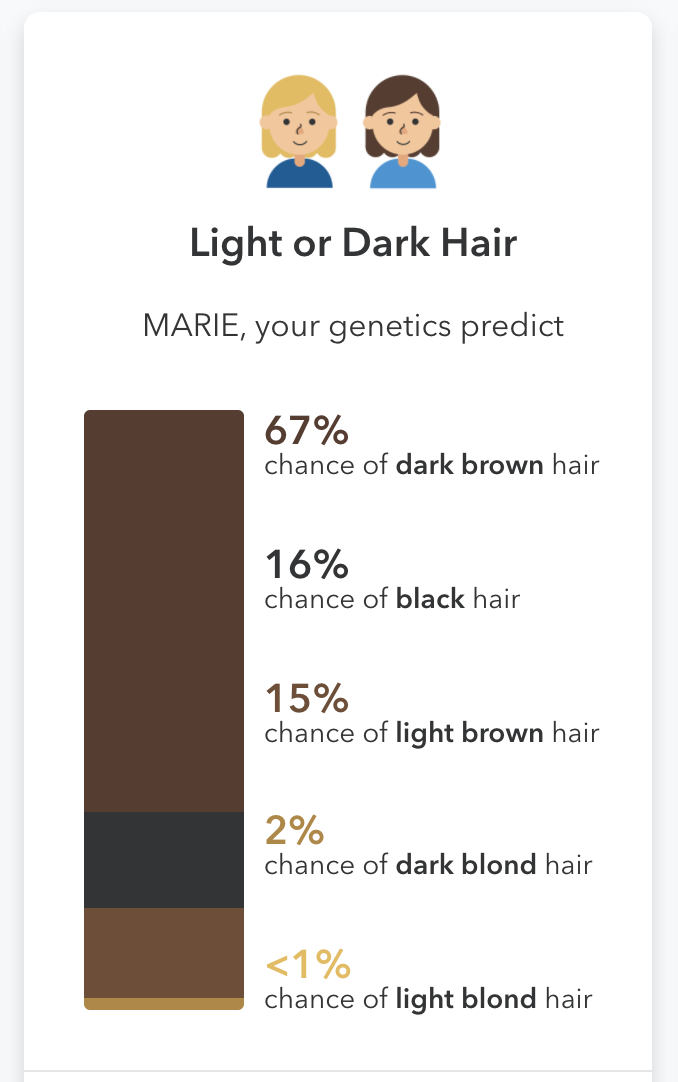 Light or Dark Hair
MARIE, your genetics predict
67%
chance of dark brown hair
16%
chance of black hair
15%
chance of light brown hair
2%
chance of dark blond hair
<1%
chance of light blond hair